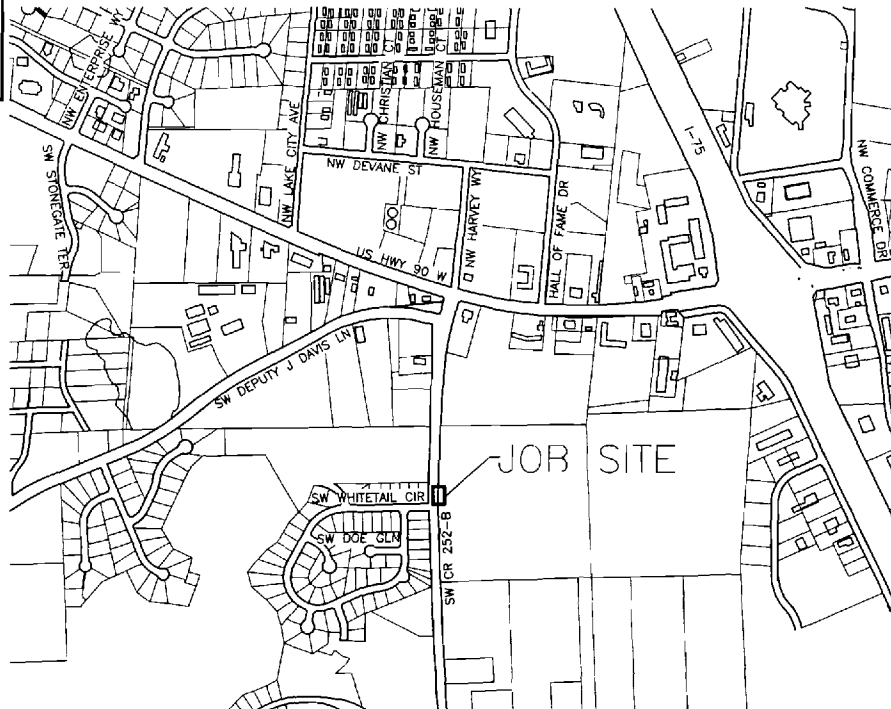 NW ENTERPRISE WY
NW CHRISTIAN CT
NW HOUSEMAN CT
NW LAKE CITY AVE
I-75
SW STONEGATE TER
NW DEVANE ST
NW HARVEY WY
HALL OF FAME DR
NW COMMERCE DR
US HWY 90 W
SW DEPUTY J DAVIS LN
JOB SITE
SW WHITETAIL CIR
SW DOE GLN
SW CR 252-B